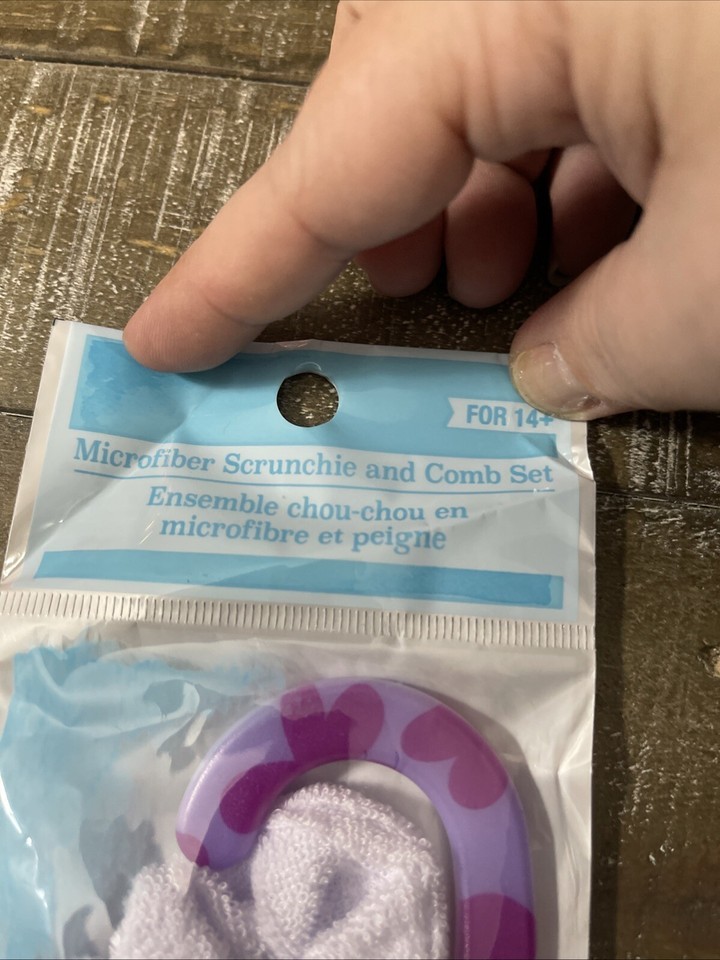 FOR 14+
Microfiber Scrunchie and Comb Set
Ensemble chou-chou en
microfibre et peigne